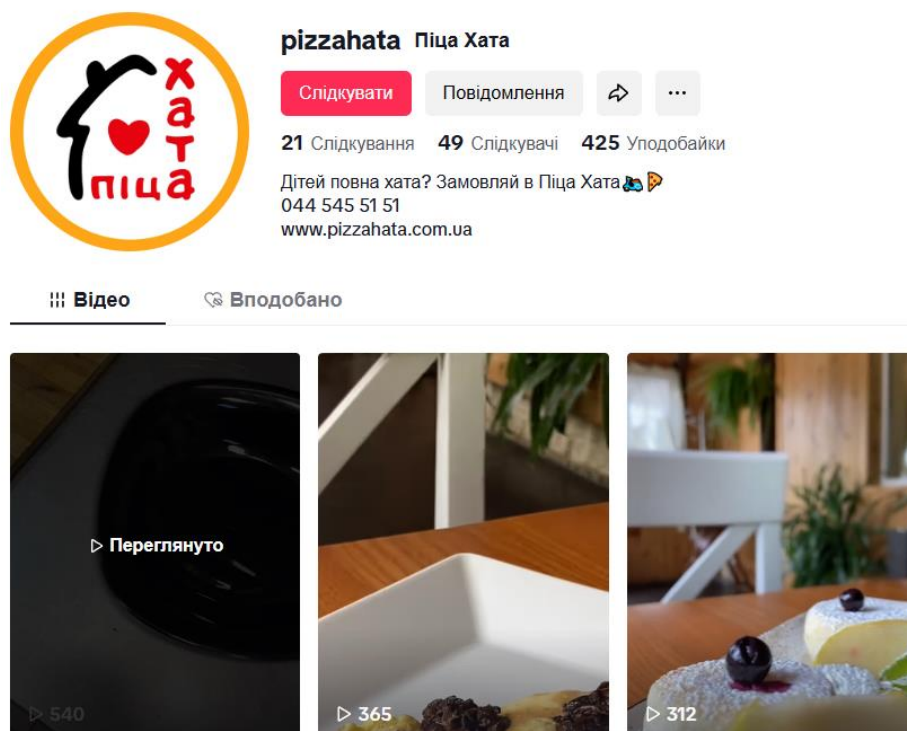 хата
піца
pizzahata Піца Хата
Слідкувати Повідомлення ...
21 Слідкування 49 Слідкувачі 425 Уподобайки
Дітей повна хата? Замовляй в Піца Хата🛵🍕
044 545 51 51
www.pizzahata.com.ua
Відео Вподобано
Переглянуто
540 365 312